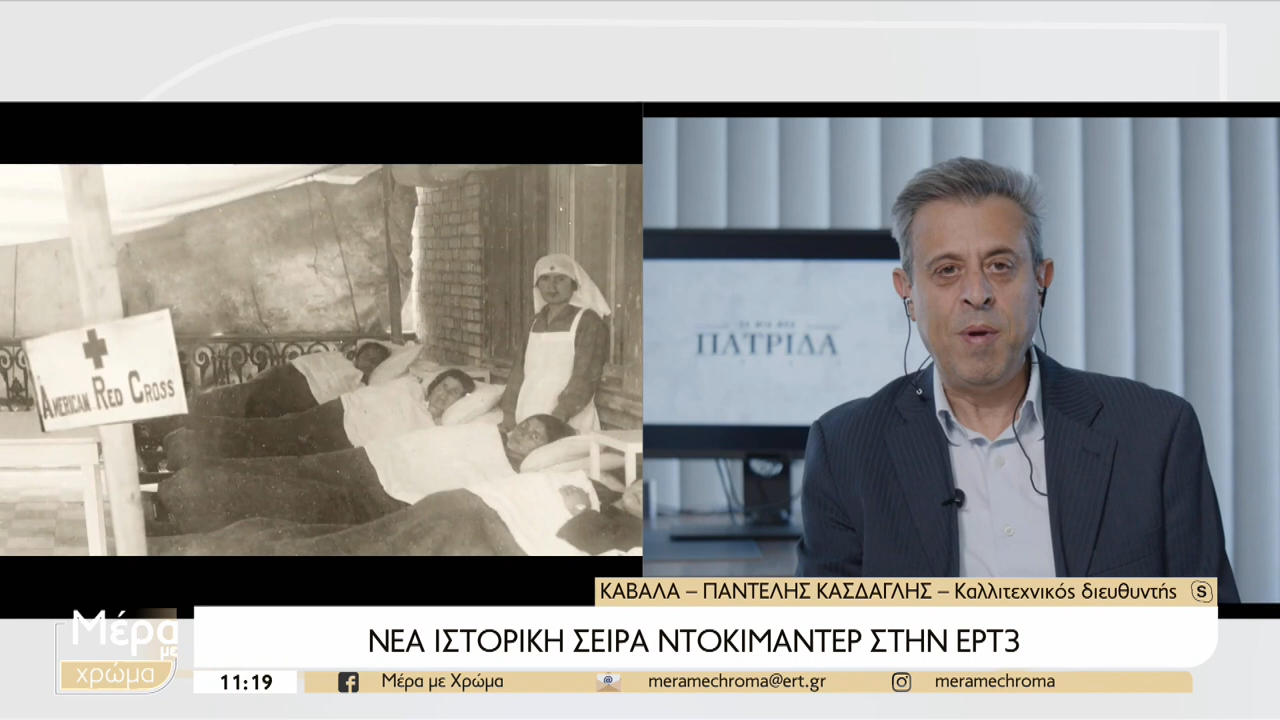 AMERICAN RED CROSS
ΠΑΤΡΙΔΑ
ΚΑΒΑΛΑ – ΠΑΝΤΕΛΗΣ ΚΑΣΔΑΓΛΗΣ – Καλλιτεχνικός διευθυντής
Μέρα
με
χρώμα
ΝΕΑ ΙΣΤΟΡΙΚΗ ΣΕΙΡΑ ΝΤΟΚΙΜΑΝΤΕΡ ΣΤΗΝ ΕΡΤ3
11:19
Μέρα με Χρώμα
meramechroma@ert.gr
meramechroma